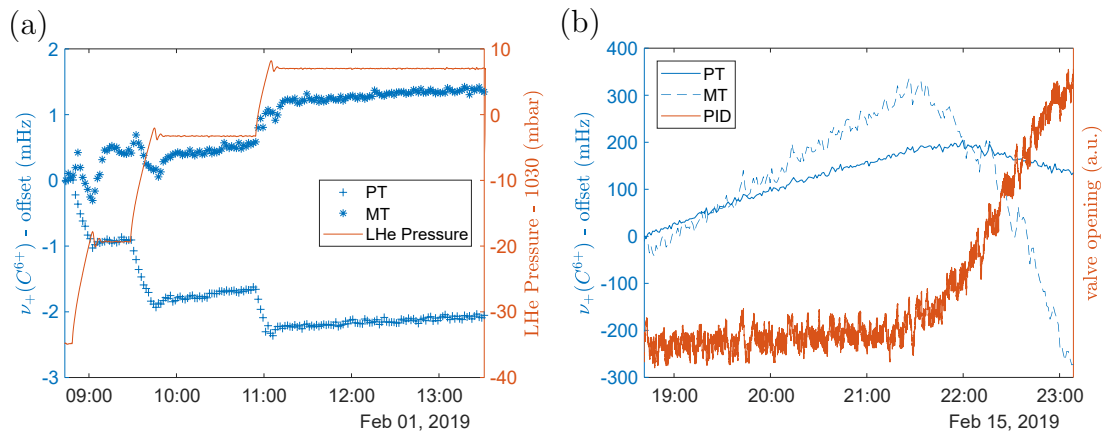 (a)
2
1
0
-1
-2
-3
ν₊(C⁶⁺) - offset (mHz)
10
0
-10
-20
-30
-40
LHe Pressure - 1030 (mbar)
PT
MT
LHe Pressure
09:00 10:00 11:00 12:00 13:00
Feb 01, 2019
(b)
400
300
200
100
0
-100
-200
-300
ν₊(C⁶⁺) - offset (mHz)
PT
MT
PID
valve opening (a.u.)
19:00 20:00 21:00 22:00 23:00
Feb 15, 2019